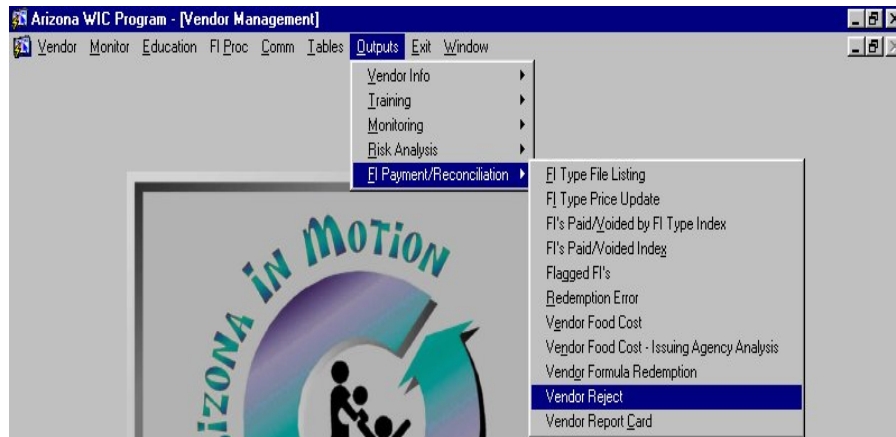 Arizona WIC Program - [Vendor Management]
Vendor Monitor Education FI Proc Comm Tables Outputs Exit Window
Vendor Info
Training
Monitoring
Risk Analysis
FI Payment/Reconciliation
FI Type File Listing
FI Type Price Update
FI's Paid/Voided by FI Type Index
FI's Paid/Voided Index
Flagged FI's
Redemption Error
Vendor Food Cost
Vendor Food Cost - Issuing Agency Analysis
Vendor Formula Redemption
Vendor Reject
Vendor Report Card
ARIZONA IN MOTION